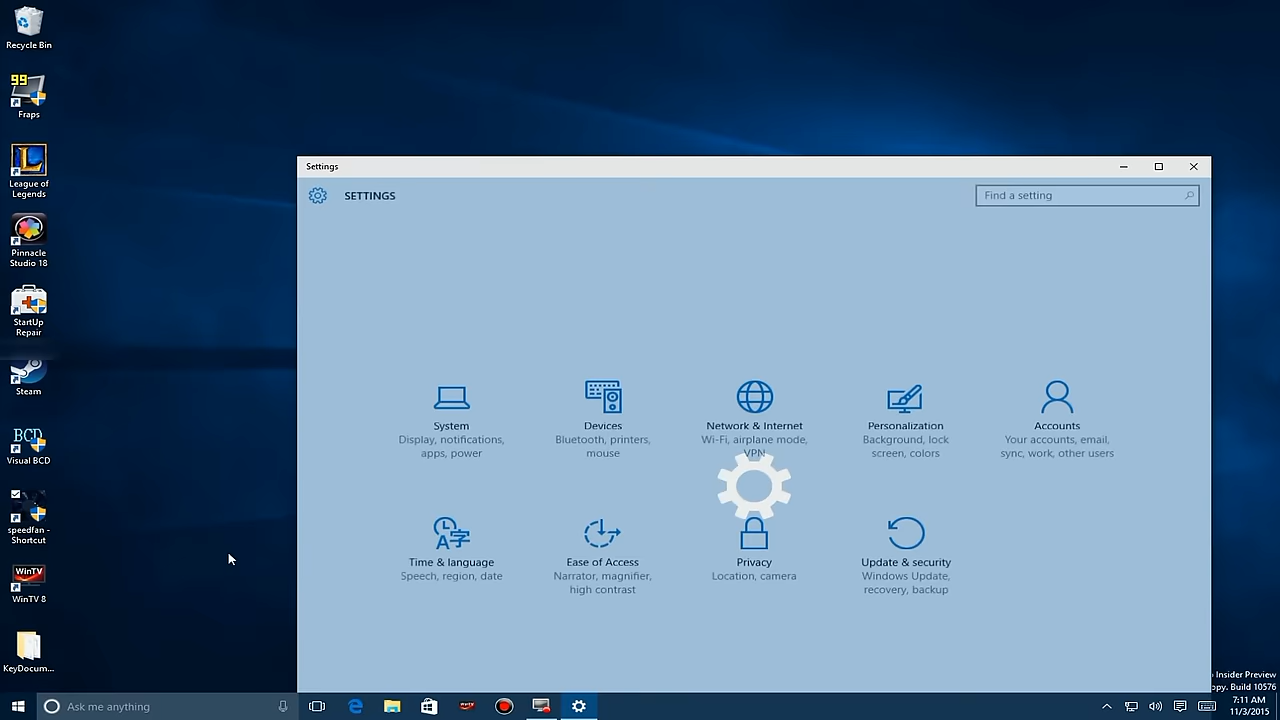 Recycle Bin
99
Fraps
League of
Legends
Pinnacle
Studio 18
StartUp
Repair
Steam
BCD
Visual BCD
speedfan -
Shortcut
WinTV
WinTV 8
KeyDocum...
Settings
SETTINGS
Find a setting
System
Display, notifications,
apps, power
Devices
Bluetooth, printers,
mouse
Network & Internet
Wi-Fi, airplane mode,
VPN
Personalization
Background, lock
screen, colors
Accounts
Your accounts, email,
sync, work, other users
Time & language
Speech, region, date
Ease of Access
Narrator, magnifier,
high contrast
Privacy
Location, camera
Update & security
Windows Update,
recovery, backup
Insider Preview
opy. Build 10576
Ask me anything
7:11 AM
11/3/2015